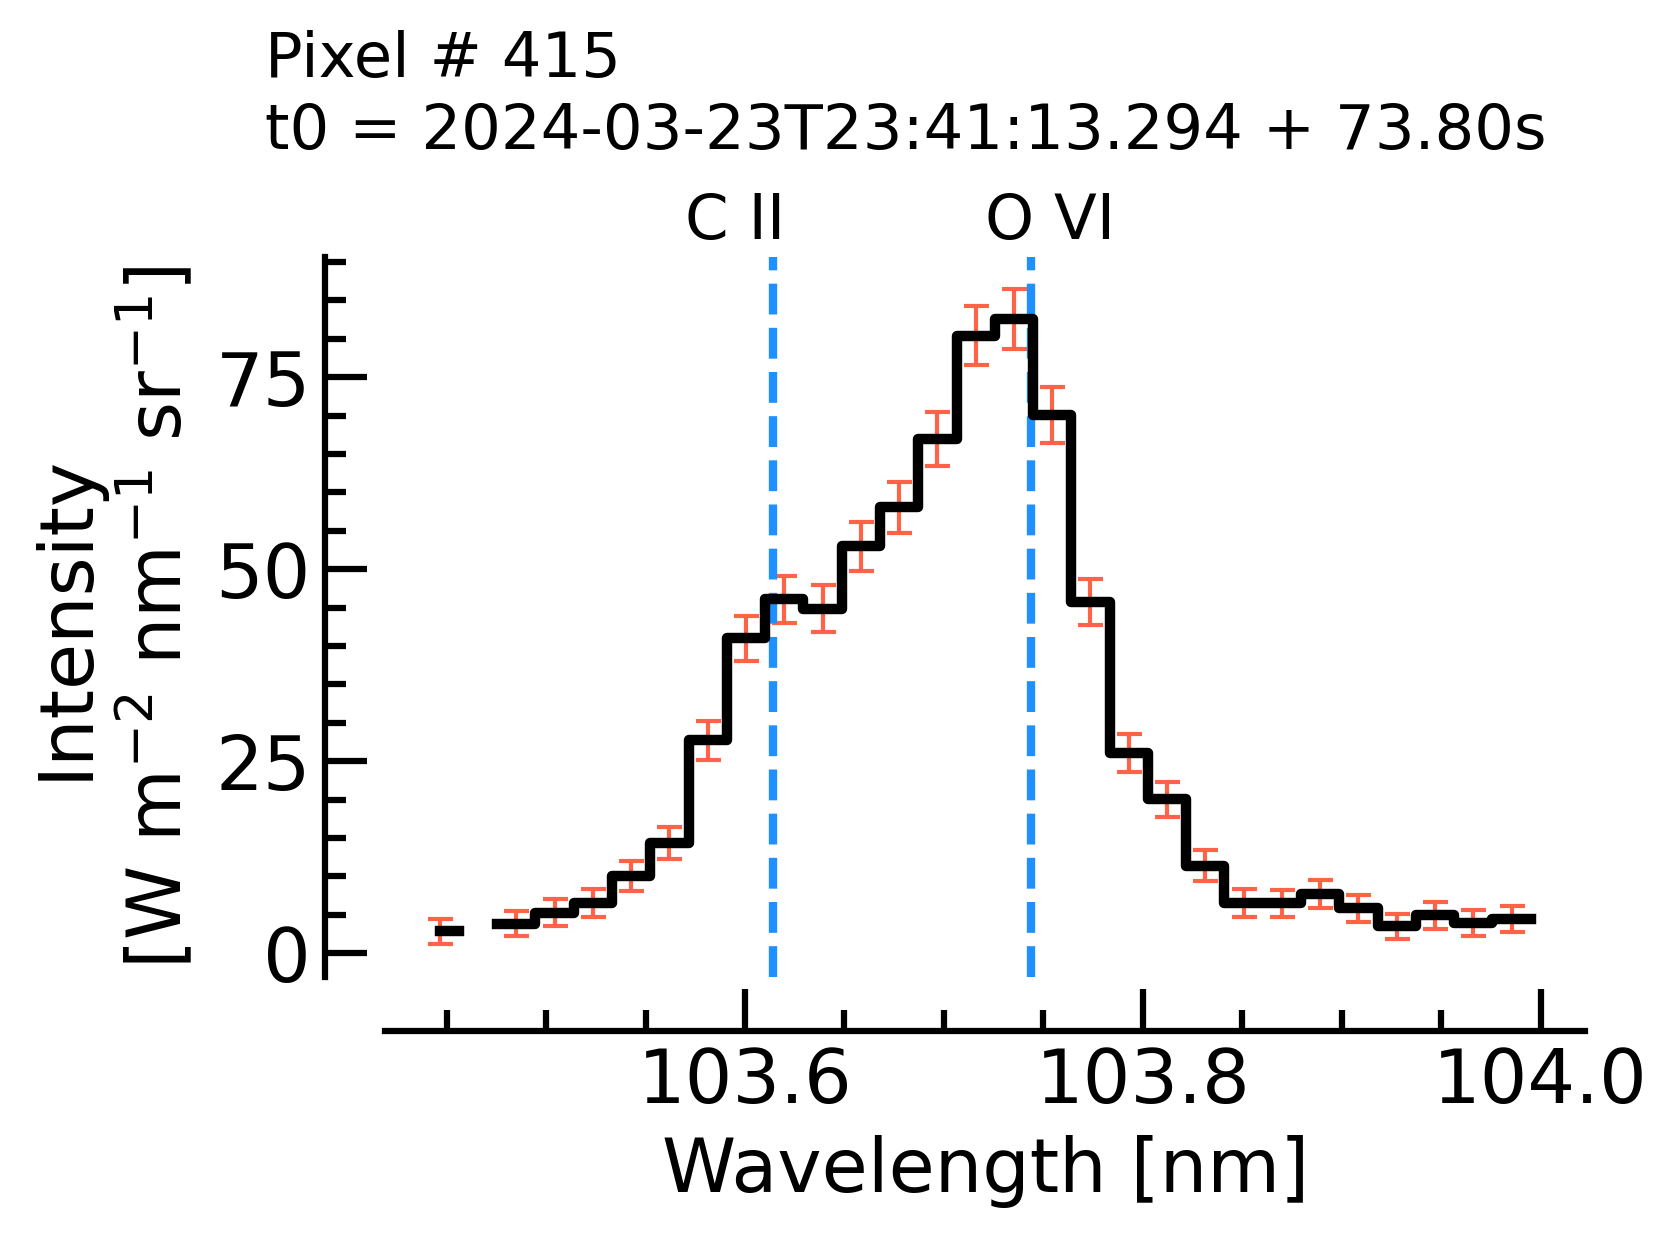 Pixel # 415
t0 = 2024-03-23T23:41:13.294 + 73.80s
C II
O VI
Intensity
[W m⁻² nm⁻¹ sr⁻¹]
75
50
25
0
103.6
103.8
104.0
Wavelength [nm]